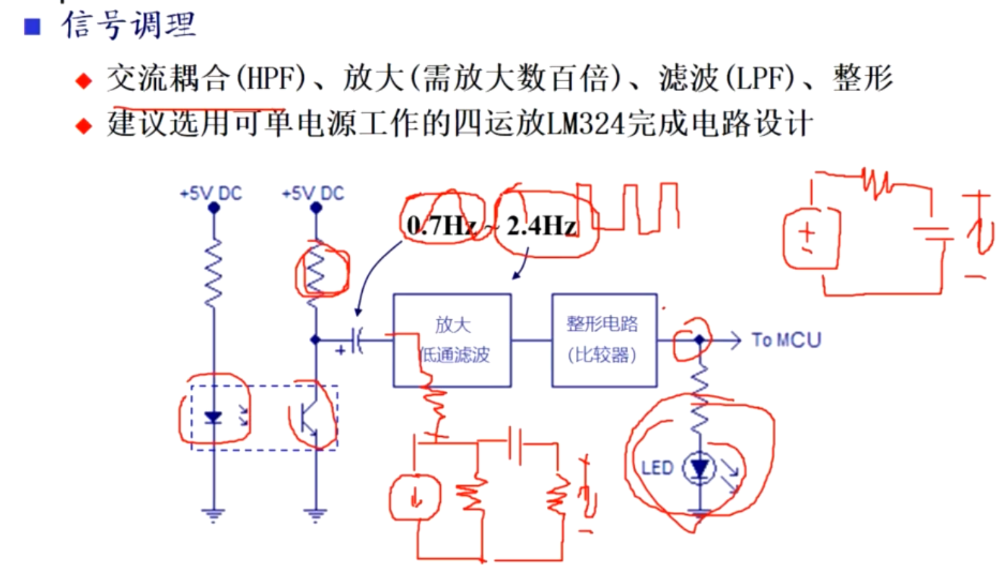 信号调理
交流耦合(HPF)、放大(需放大数百倍)、滤波(LPF)、整形
建议选用可单电源工作的四运放LM324完成电路设计
+5V DC
+5V DC
0.7Hz ~ 2.4Hz
放大
低通滤波
整形电路
(比较器)
To MCU
+
LED